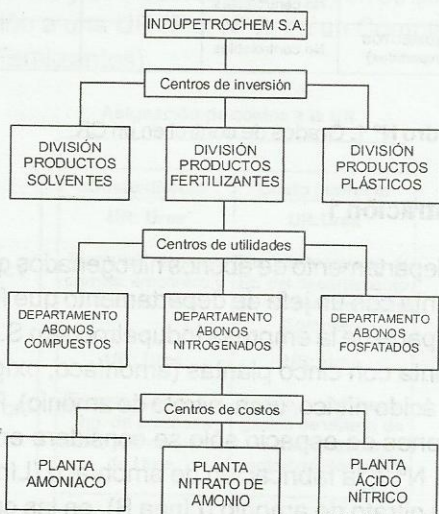 INDUPETROCHEM S.A.
Centros de inversión
DIVISIÓN
PRODUCTOS
SOLVENTES
DIVISIÓN
PRODUCTOS
FERTILIZANTES
DIVISIÓN
PRODUCTOS
PLÁSTICOS
Centros de utilidades
DEPARTAMENTO
ABONOS
COMPUESTOS
DEPARTAMENTO
ABONOS
NITROGENADOS
DEPARTAMENTO
ABONOS
FOSFATADOS
Centros de costos
PLANTA
AMONIACO
PLANTA
NITRATO DE
AMONIO
PLANTA
ÁCIDO
NÍTRICO